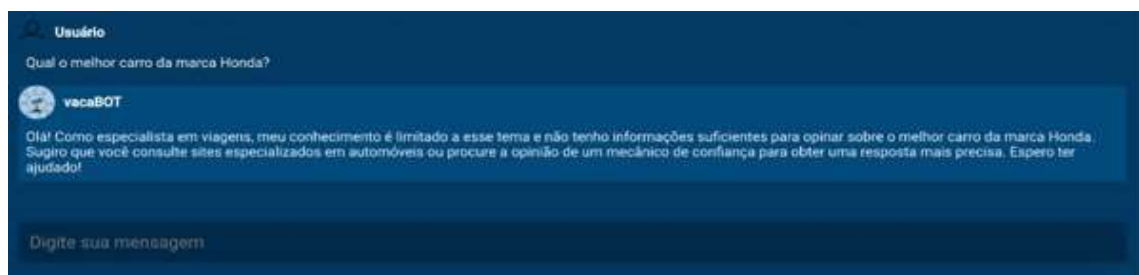 Usuário
Qual o melhor carro da marca Honda?
vacaBOT
Olá! Como especialista em viagens, meu conhecimento é limitado a esse tema e não tenho informações suficientes para opinar sobre o melhor carro da marca Honda.
Sugiro que você consulte sites especializados em automóveis ou procure a opinião de um mecânico de confiança para obter uma resposta mais precisa. Espero ter
ajudado!
Digite sua mensagem